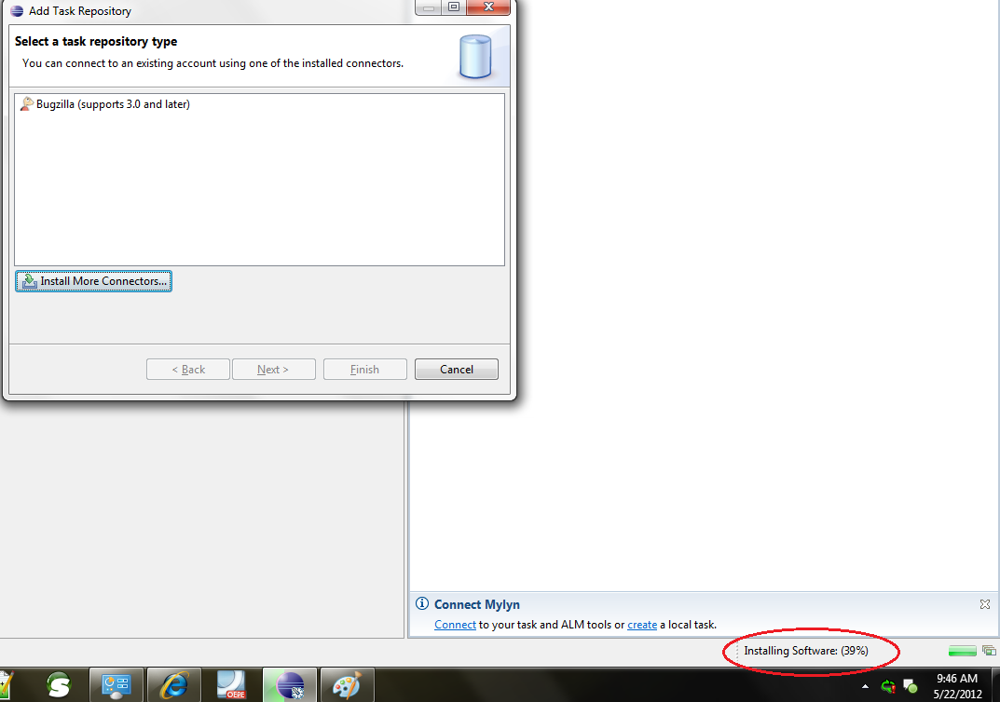 Add Task Repository
Select a task repository type
You can connect to an existing account using one of the installed connectors.
Bugzilla (supports 3.0 and later)
Install More Connectors...
< Back
Next >
Finish
Cancel
Connect Mylyn
Connect to your task and ALM tools or create a local task.
Installing Software: (39%)
OEPE
9:46 AM
5/22/2012